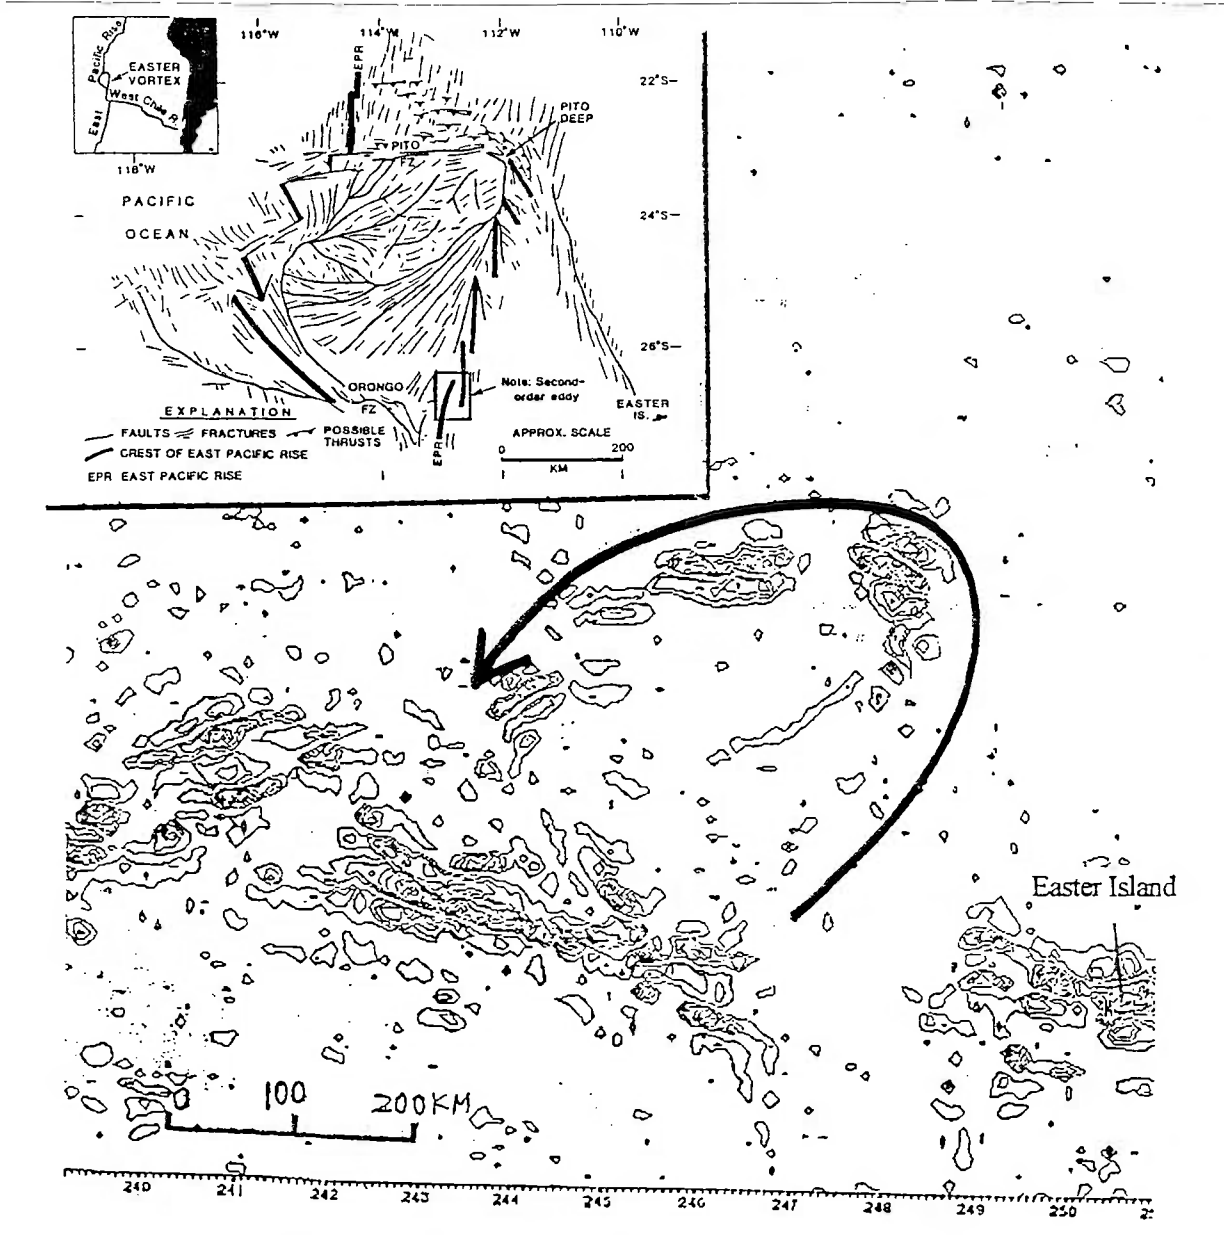 116°W
114°W
112°W
110°W
East
Pacific Rise
EASTER
VORTEX
West Chile R.
118°W
EPR
22°S
PITO
DEEP
PITO
FZ
PACIFIC
OCEAN
24°S
26°S
ORONGO
FZ
Note: Second-
order eddy
EASTER
IS.
EXPLANATION
FAULTS FRACTURES POSSIBLE
THRUSTS
CREST OF EAST PACIFIC RISE
EPR EAST PACIFIC RISE
EPR
APPROX. SCALE
0 200
KM
Easter Island
100 200KM
240 241 242 243 244 245 246 247 248 249 250